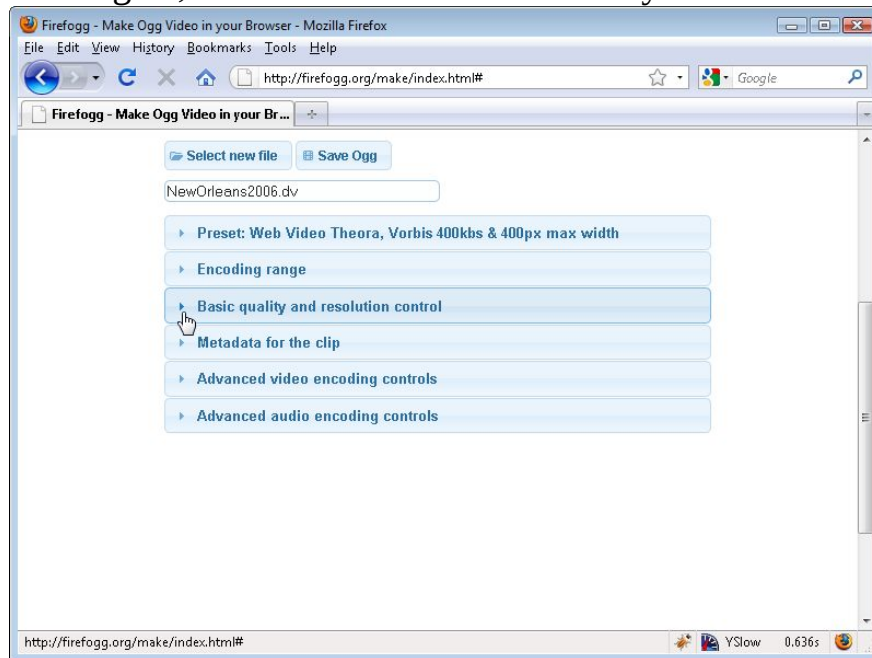 Firefogg - Make Ogg Video in your Browser - Mozilla Firefox
File Edit View History Bookmarks Tools Help
http://firefogg.org/make/index.html# Google
Firefogg - Make Ogg Video in your Br...
Select new file Save Ogg
NewOrleans2006.dv
Preset: Web Video Theora, Vorbis 400kbs & 400px max width
Encoding range
Basic quality and resolution control
Metadata for the clip
Advanced video encoding controls
Advanced audio encoding controls
http://firefogg.org/make/index.html# YSlow 0.636s